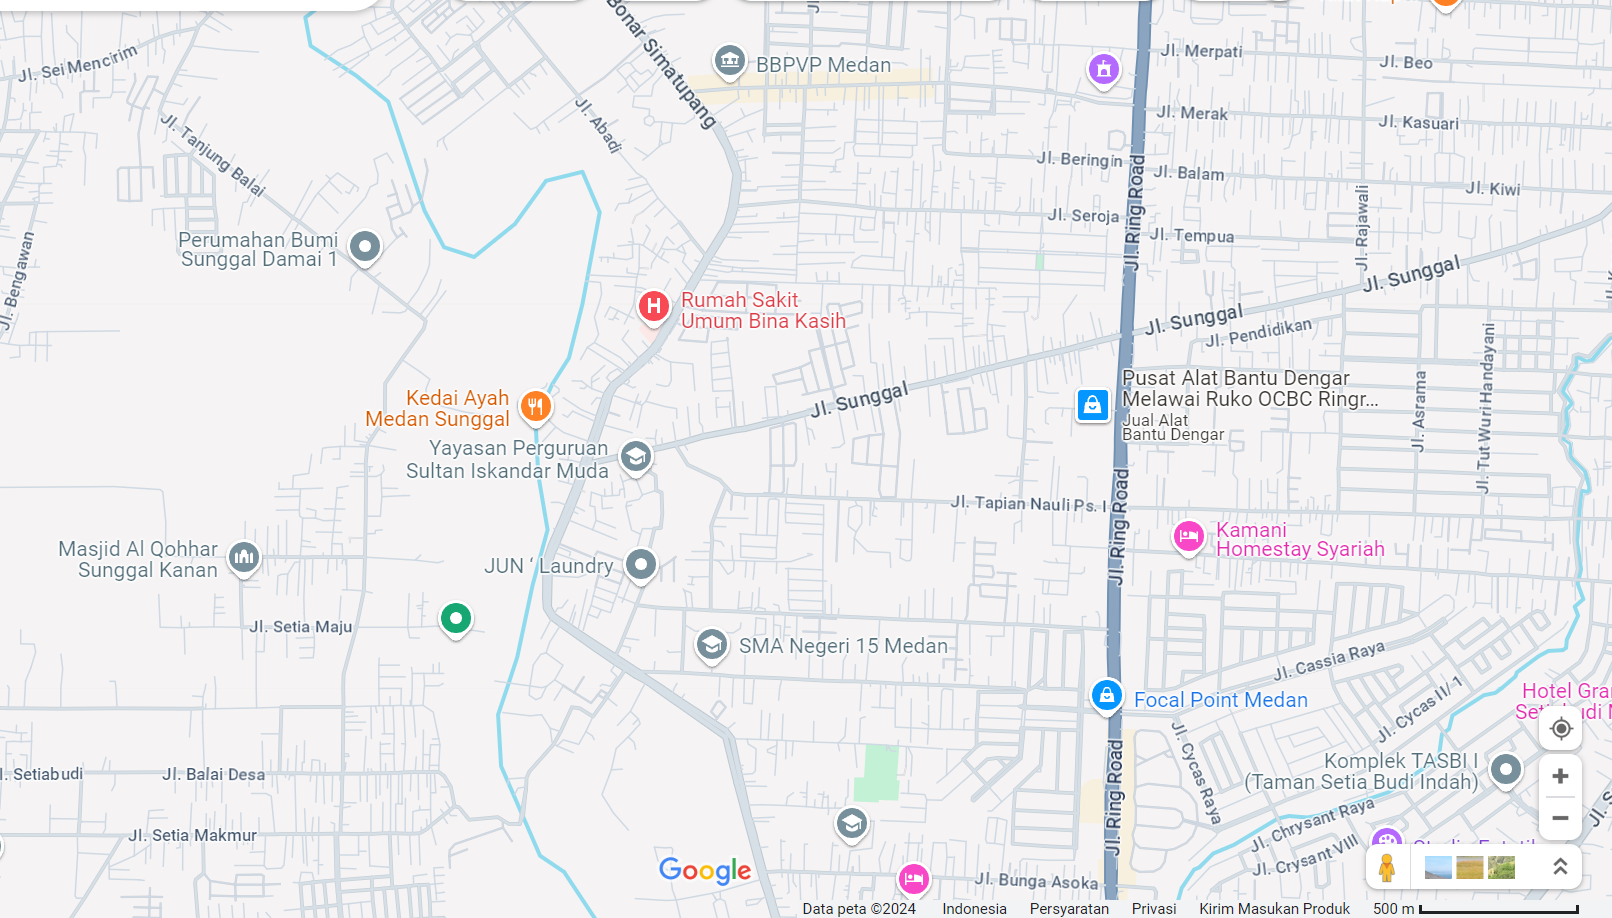 Bonar Simatupang
Jl. Sei Mencirim
BBPVP Medan
Jl. Merpati
Jl. Beo
Jl. Abadi
Jl. Merak
Jl. Kasuari
Jl. Tanjung Balai
Jl. Beringin
Jl. Balam
Jl. Kiwi
Jl. Ring Road
Jl. Seroja
Jl. Rajawali
Jl. Tempua
Perumahan Bumi
Sunggal Damai 1
Jl. Bengawan
Jl. Sunggal
Rumah Sakit
Umum Bina Kasih
Jl. Sunggal
Jl. Pendidikan
Jl. Tut Wuri Handayani
Jl. Asrama
Pusat Alat Bantu Dengar
Melawai Ruko OCBC Ringr...
Jual Alat
Bantu Dengar
Jl. Sunggal
Kedai Ayah
Medan Sunggal
Yayasan Perguruan
Sultan Iskandar Muda
Jl. Tapian Nauli Ps. I
Jl. Ring Road
Kamani
Homestay Syariah
Masjid Al Qohhar
Sunggal Kanan
JUN ‘ Laundry
Jl. Setia Maju
SMA Negeri 15 Medan
Jl. Cassia Raya
Focal Point Medan
Jl. Cycas II/ 1
Hotel Gra
Se
di
Jl. Cycas Raya
Jl. Ring Road
Komplek TASBI I
(Taman Setia Budi Indah)
l. Setiabudi
Jl. Balai Desa
Jl. S
Jl. Chrysant Raya
Jl. Setia Makmur
Jl. Crysant VIII
Google
Jl. Bunga Asoka
Data peta ©2024
Indonesia
Persyaratan
Privasi
Kirim Masukan Produk
500 m